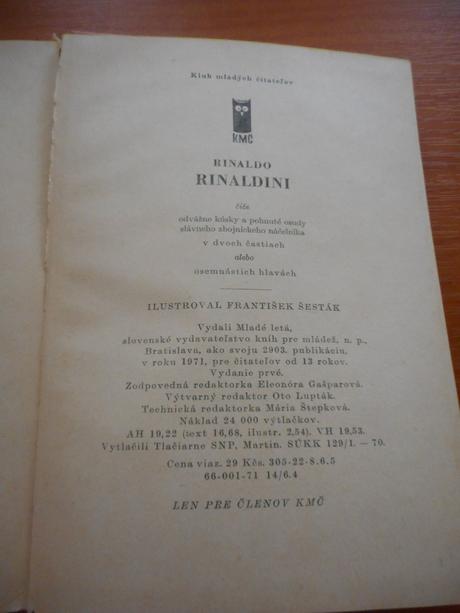 Klub mladých čitateľov
KMČ
RINALDO
RINALDINI
čiže
odvážne kúsky a pohnuté osudy
slávneho zbojníckeho náčelníka
v dvoch častiach
alebo
osemnástich hlavách
ILUSTROVAL FRANTIŠEK ŠESTÁK
Vydali Mladé letá,
slovenské vydavateľstvo kníh pre mládež, n. p.,
Bratislava, ako svoju 2903. publikáciu,
v roku 1971, pre čitateľov od 13 rokov.
Vydanie prvé.
Zodpovedná redaktorka Eleonóra Gašparová.
Výtvarný redaktor Oto Lupták.
Technická redaktorka Mária Štepková.
Náklad 24 000 výtlačkov.
AH 19,22 (text 16,68, ilustr. 2,54). VH 19,53.
Vytlačili Tlačiarne SNP, Martin. SÚKK 129/I. – 70.
Cena viaz. 29 Kčs. 305-22-8.6.5
66-001-71 14/6.4
LEN PRE ČLENOV KMČ